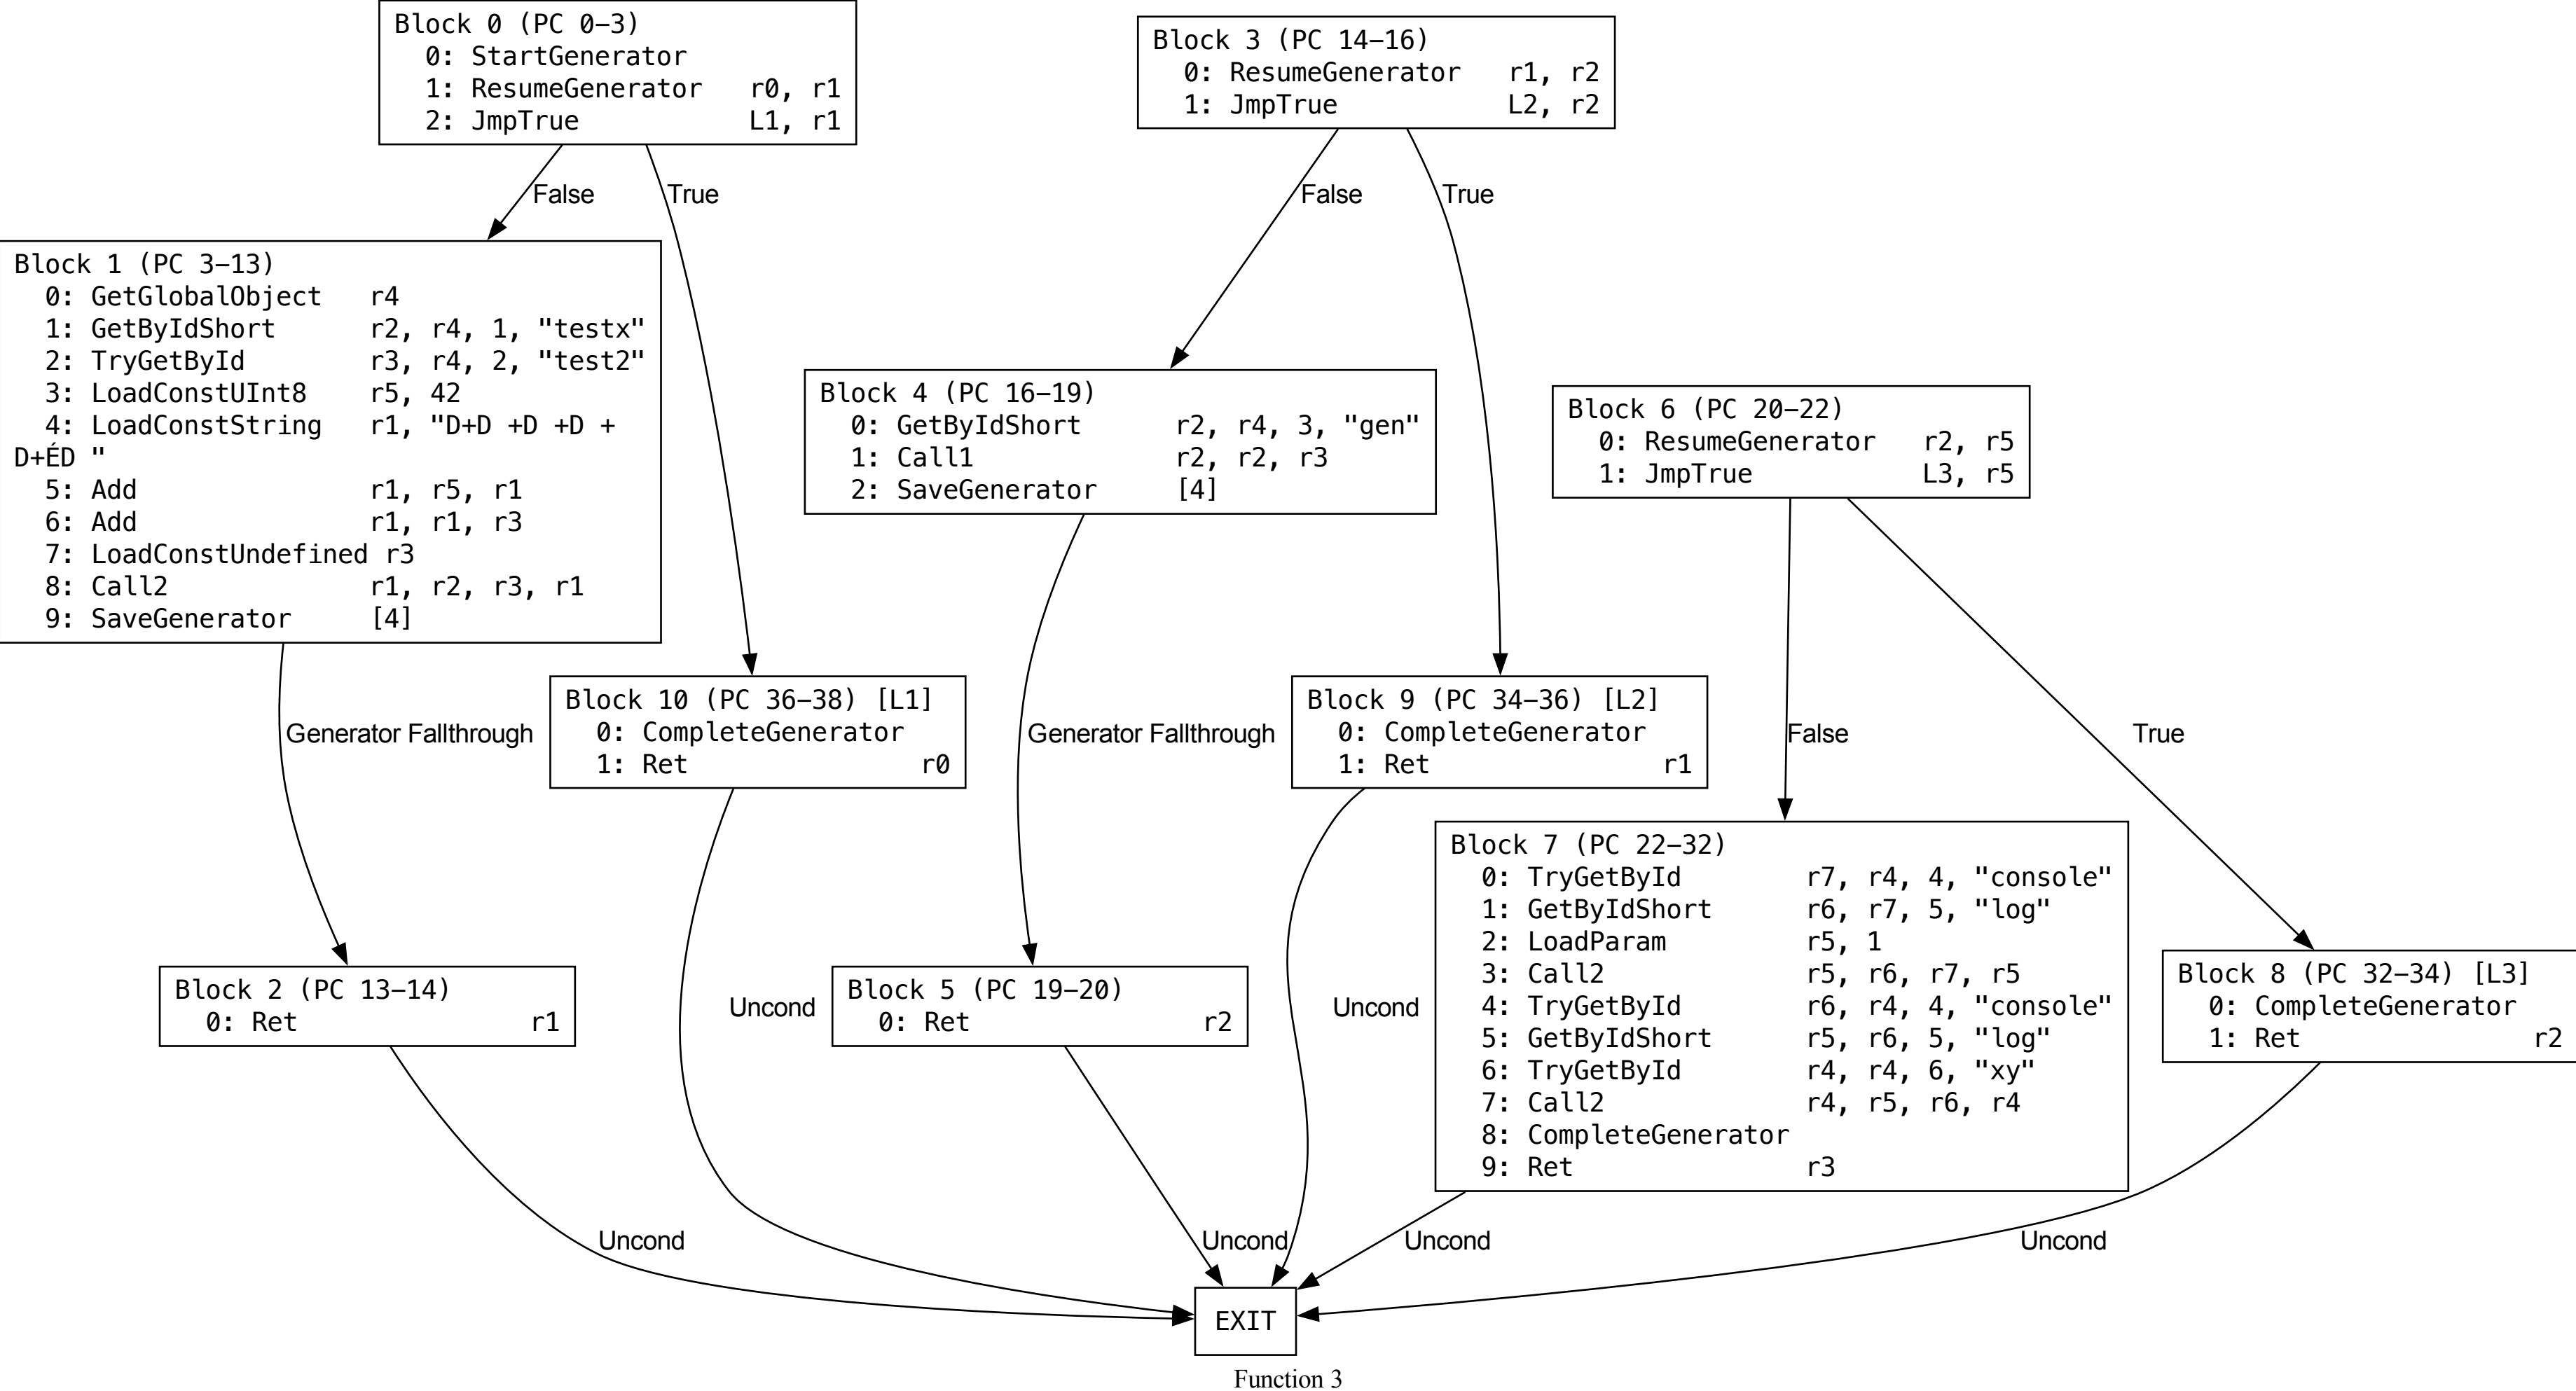 Block 0 (PC 0–3)
0: StartGenerator
1: ResumeGenerator r0, r1
2: JmpTrue L1, r1
Block 3 (PC 14–16)
0: ResumeGenerator r1, r2
1: JmpTrue L2, r2
False
True
False
True
Block 1 (PC 3–13)
0: GetGlobalObject r4
1: GetByIdShort r2, r4, 1, "testx"
2: TryGetById r3, r4, 2, "test2"
3: LoadConstUInt8 r5, 42
4: LoadConstString r1, "D+D +D +D +
D+ÉD "
5: Add r1, r5, r1
6: Add r1, r1, r3
7: LoadConstUndefined r3
8: Call2 r1, r2, r3, r1
9: SaveGenerator [4]
Block 4 (PC 16–19)
0: GetByIdShort r2, r4, 3, "gen"
1: Call1 r2, r2, r3
2: SaveGenerator [4]
Block 6 (PC 20–22)
0: ResumeGenerator r2, r5
1: JmpTrue L3, r5
Generator Fallthrough
Block 10 (PC 36–38) [L1]
0: CompleteGenerator
1: Ret r0
Generator Fallthrough
Block 9 (PC 34–36) [L2]
0: CompleteGenerator
1: Ret r1
False
True
Block 7 (PC 22–32)
0: TryGetById r7, r4, 4, "console"
1: GetByIdShort r6, r7, 5, "log"
2: LoadParam r5, 1
3: Call2 r5, r6, r7, r5
4: TryGetById r6, r4, 4, "console"
5: GetByIdShort r5, r6, 5, "log"
6: TryGetById r4, r4, 6, "xy"
7: Call2 r4, r5, r6, r4
8: CompleteGenerator
9: Ret r3
Block 2 (PC 13–14)
0: Ret r1
Uncond
Block 5 (PC 19–20)
0: Ret r2
Uncond
Block 8 (PC 32–34) [L3]
0: CompleteGenerator
1: Ret r2
Uncond
Uncond
Uncond
Uncond
EXIT
Function 3